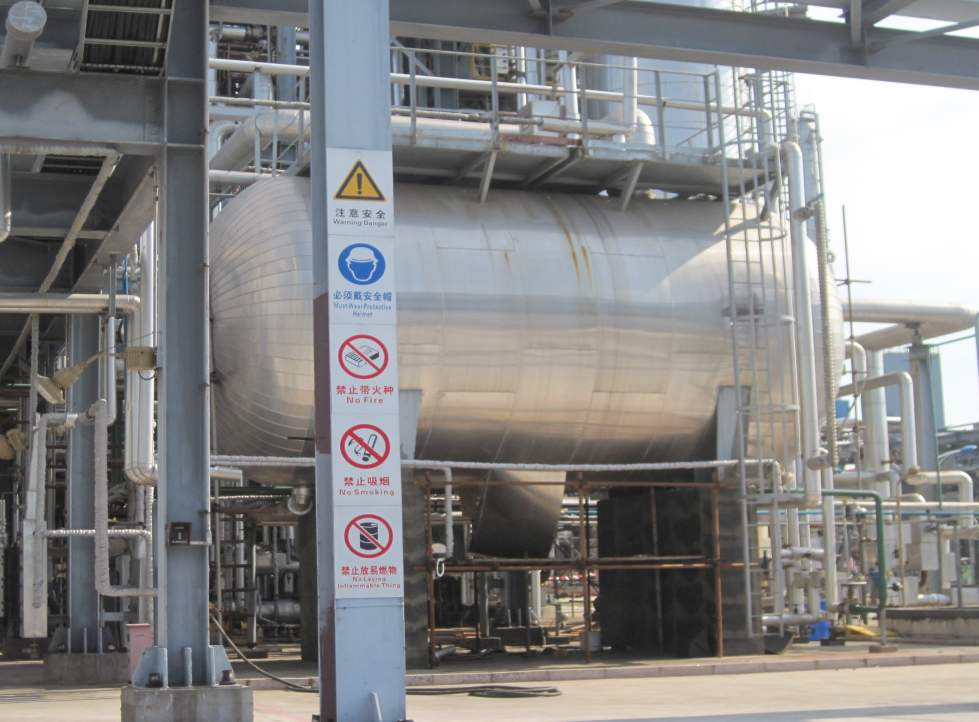 注意安全
Warning Danger
必须戴安全帽
Must Wear Protective
Helmet
禁止带火种
No Fire
禁止吸烟
No Smoking
禁止放易燃物
No Laying
Inflammable Thing